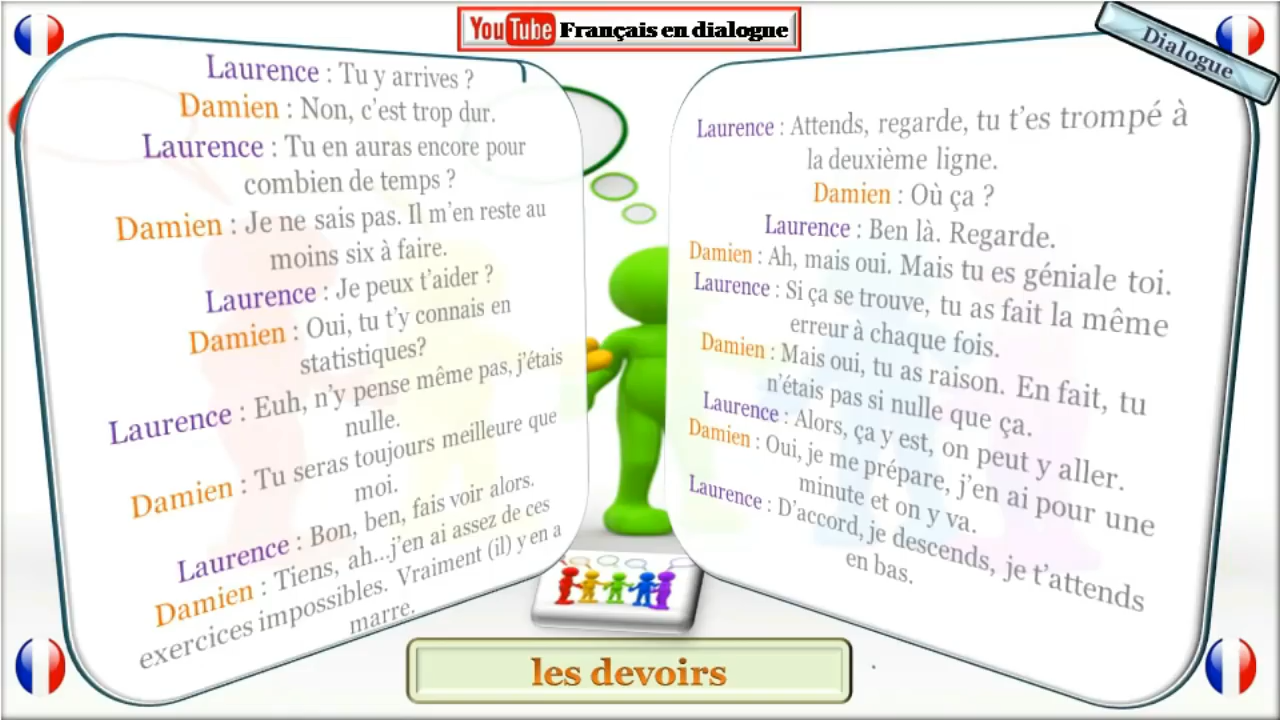 YouTube Français en dialogue
Dialogue
Laurence : Tu y arrives ?
Damien : Non, c'est trop dur.
Laurence : Tu en auras encore pour
combien de temps ?
Damien : Je ne sais pas. Il m'en reste au
moins six à faire.
Laurence : Je peux t'aider ?
Damien : Oui, tu t'y connais en
statistiques?
Laurence : Euh, n'y pense même pas, j'étais
nulle.
Damien : Tu seras toujours meilleure que
moi.
Laurence : Bon, ben, fais voir alors.
Damien : Tiens, ah...j'en ai assez de ces
exercices impossibles. Vraiment (il) y en a
marre.
Laurence : Attends, regarde, tu t'es trompé à
la deuxième ligne.
Damien : Où ça ?
Laurence : Ben là. Regarde.
Damien : Ah, mais oui. Mais tu es géniale toi.
Laurence : Si ça se trouve, tu as fait la même
erreur à chaque fois.
Damien : Mais oui, tu as raison. En fait, tu
n'étais pas si nulle que ça.
Laurence : Alors, ça y est, on peut y aller.
Damien : Oui, je me prépare, j'en ai pour une
minute et on y va.
Laurence : D'accord, je descends, je t'attends
en bas.
les devoirs